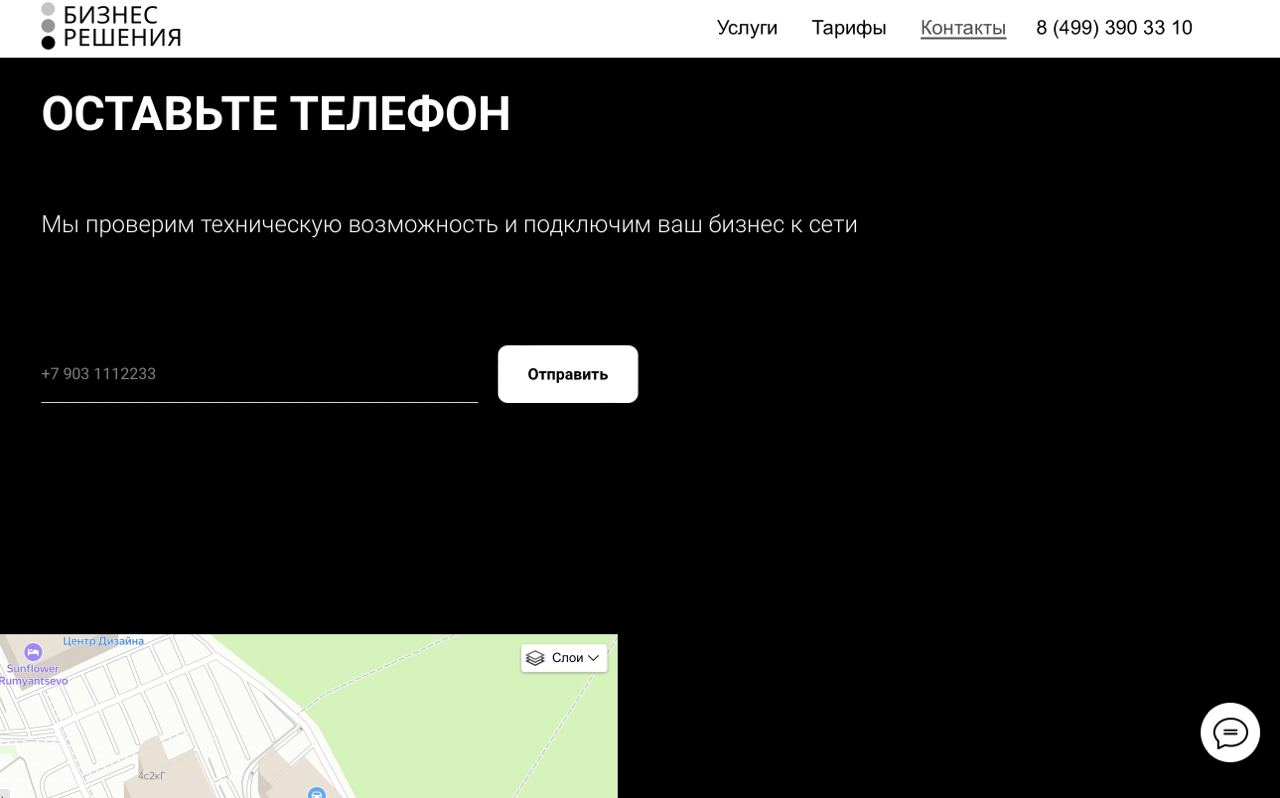 БИЗНЕС
РЕШЕНИЯ
Услуги
Тарифы
Контакты
8 (499) 390 33 10
ОСТАВЬТЕ ТЕЛЕФОН
Мы проверим техническую возможность и подключим ваш бизнес к сети
+7 903 1112233
Отправить
Центр Дизайна
Слои
Sunflower
Rumyantsevo
4с2кГ